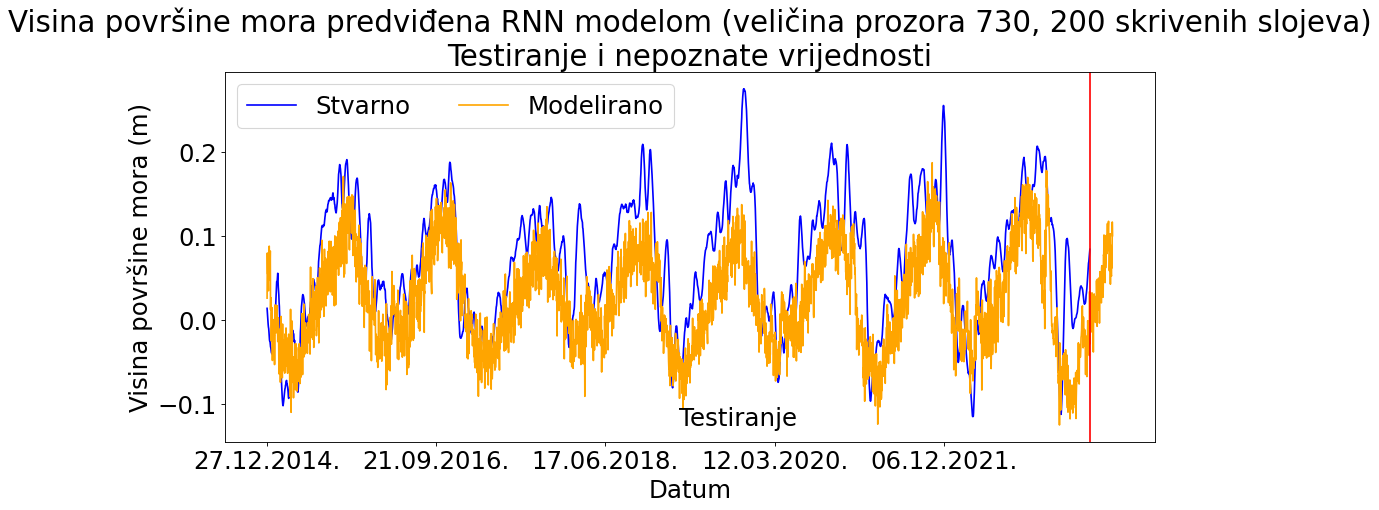 Visina površine mora predviđena RNN modelom (veličina prozora 730, 200 skrivenih slojeva)
Testiranje i nepoznate vrijednosti
Stvarno
Modelirano
Visina površine mora (m)
0.2
0.1
0.0
−0.1
Testiranje
27.12.2014.
21.09.2016.
17.06.2018.
12.03.2020.
06.12.2021.
Datum